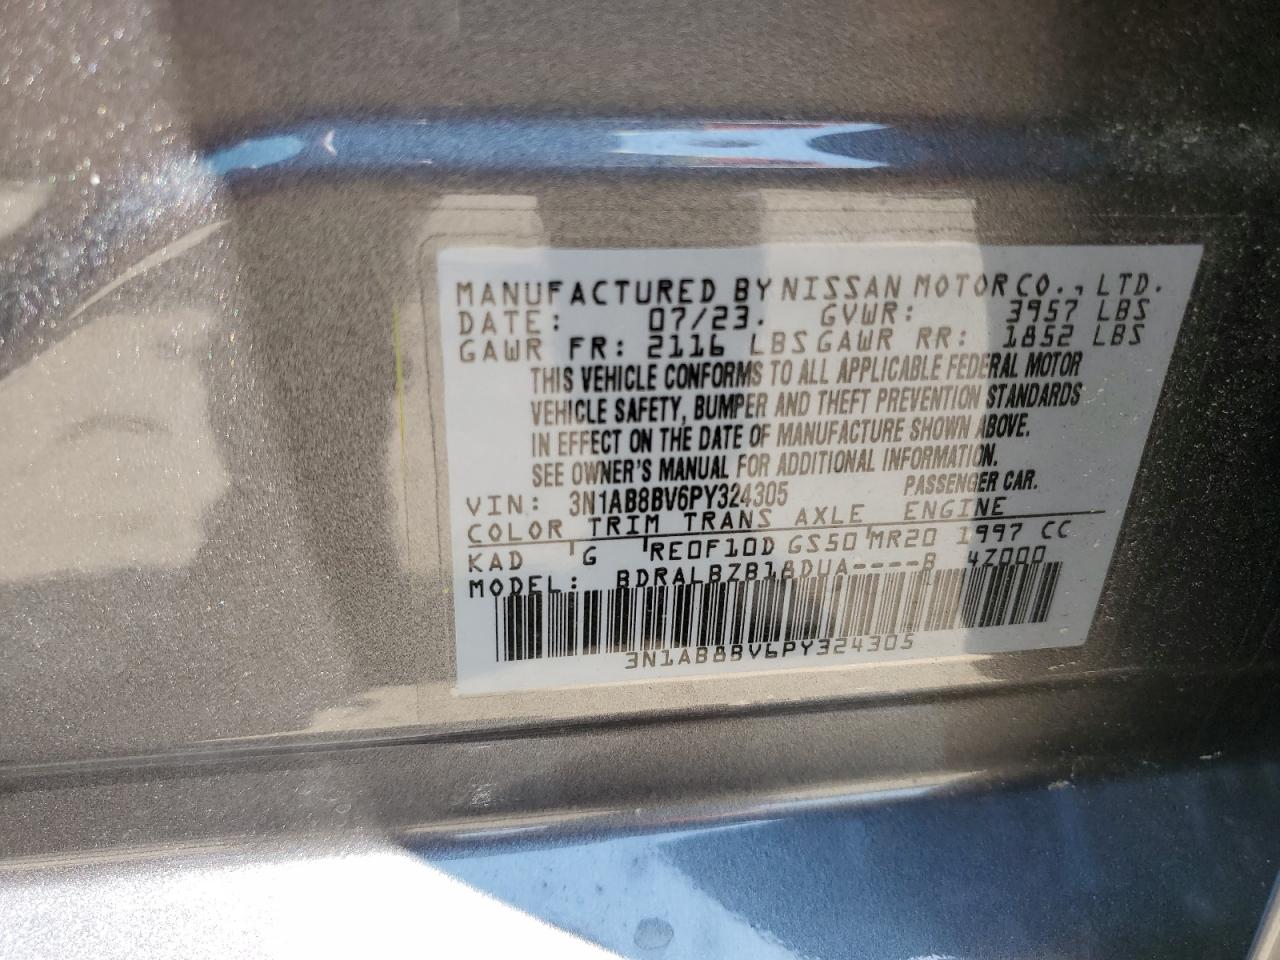 MANUFACTURED BY NISSAN MOTOR CO., LTD.
DATE: 07/23. GVWR: 3957 LBS
GAWR FR: 2116 LBS GAWR RR: 1852 LBS
THIS VEHICLE CONFORMS TO ALL APPLICABLE FEDERAL MOTOR
VEHICLE SAFETY, BUMPER AND THEFT PREVENTION STANDARDS
IN EFFECT ON THE DATE OF MANUFACTURE SHOWN ABOVE.
SEE OWNER'S MANUAL FOR ADDITIONAL INFORMATION.
VIN: 3N1AB8BV6PY324305 PASSENGER CAR.
COLOR TRIM TRANS AXLE ENGINE
KAD G RE0F10D GS50 MR20 1997 CC
MODEL: BDRALBZB18DUA----B 4Z000
3N1AB8BV6PY324305